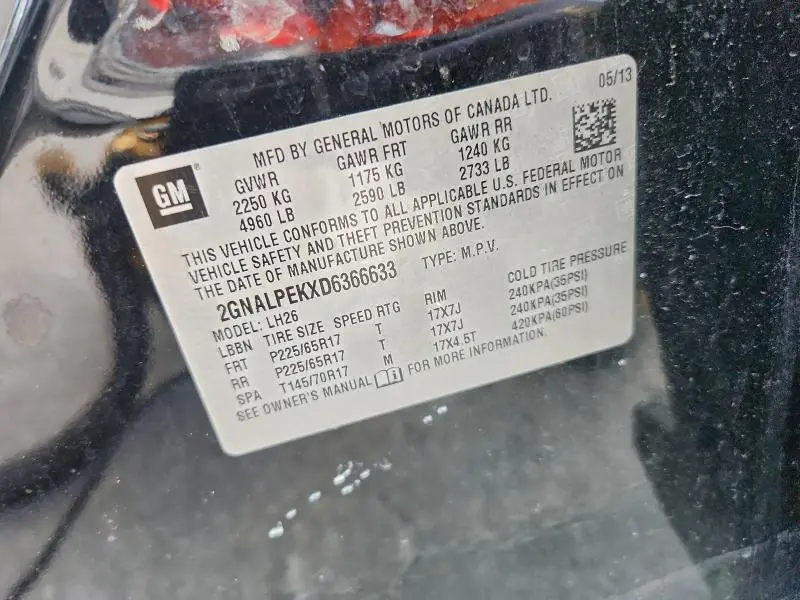 05/13
MFD BY GENERAL MOTORS OF CANADA LTD.
GM
GVWR GAWR FRT GAWR RR
2250 KG 1175 KG 1240 KG
4960 LB 2590 LB 2733 LB
THIS VEHICLE CONFORMS TO ALL APPLICABLE U.S. FEDERAL MOTOR
VEHICLE SAFETY AND THEFT PREVENTION STANDARDS IN EFFECT ON
THE DATE OF MANUFACTURE SHOWN ABOVE.
2GNALPEKXD6366633 TYPE: M.P.V.
MODEL: LH26
LBBN TIRE SIZE SPEED RTG RIM COLD TIRE PRESSURE
FRT P225/65R17 T 17X7J 240KPA(35PSI)
RR P225/65R17 T 17X7J 240KPA(35PSI)
SPA T145/70R17 M 17X4.5T 420KPA(60PSI)
SEE OWNER'S MANUAL FOR MORE INFORMATION.